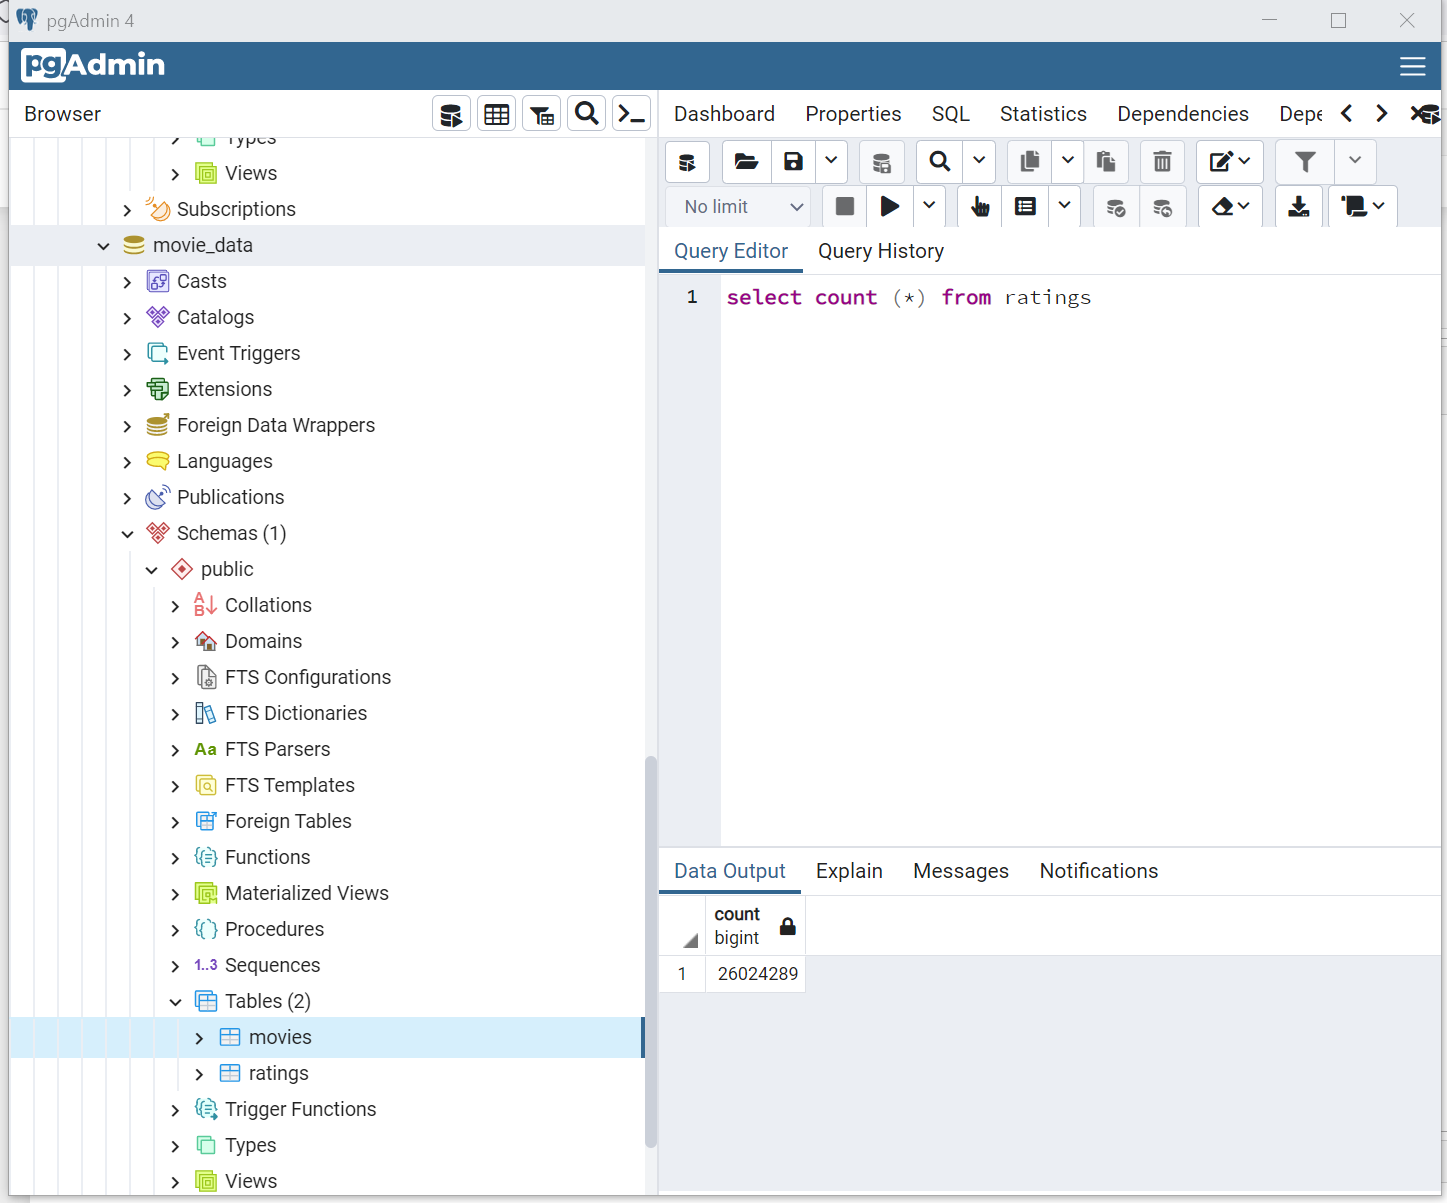 pgAdmin 4
pgAdmin
Browser
Types
Views
Subscriptions
movie_data
Casts
Catalogs
Event Triggers
Extensions
Foreign Data Wrappers
Languages
Publications
Schemas (1)
public
Collations
Domains
FTS Configurations
FTS Dictionaries
Aa FTS Parsers
FTS Templates
Foreign Tables
Functions
Materialized Views
Procedures
1..3 Sequences
Tables (2)
movies
ratings
Trigger Functions
Types
Views
Dashboard Properties SQL Statistics Dependencies Depe
No limit
Query Editor Query History
1 select count (*) from ratings
Data Output Explain Messages Notifications
count
bigint
1 26024289